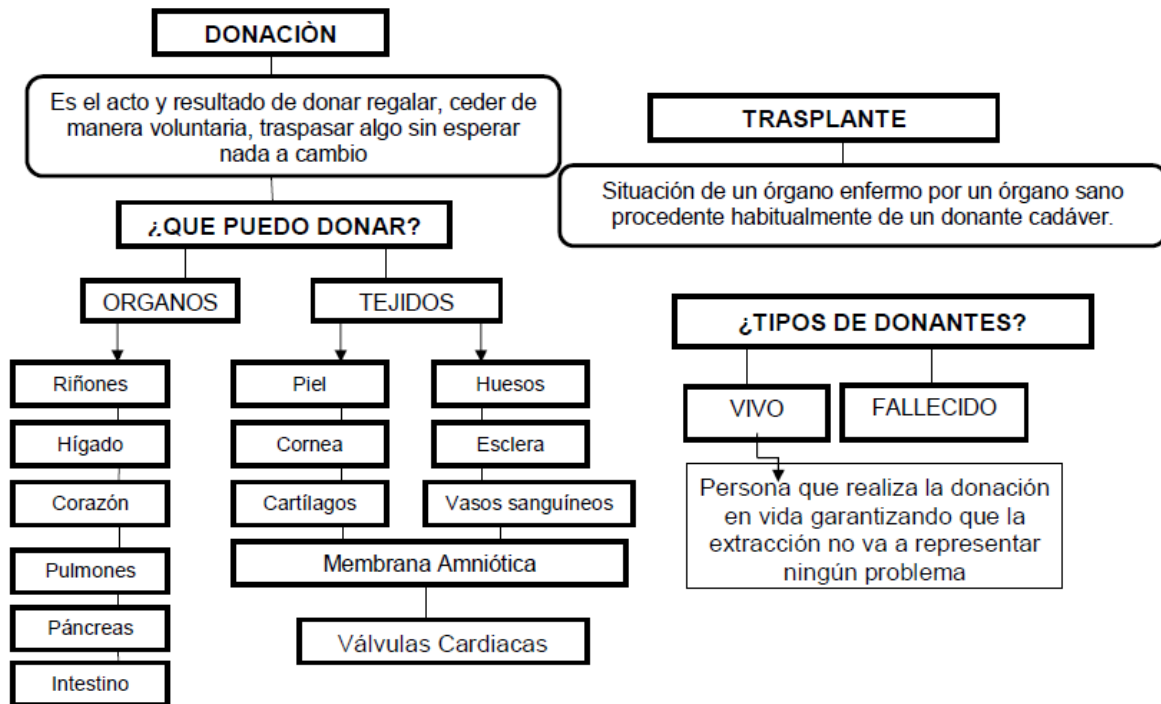 DONACIÒN
Es el acto y resultado de donar regalar, ceder de
manera voluntaria, traspasar algo sin esperar
nada a cambio
¿QUE PUEDO DONAR?
ORGANOS
TEJIDOS
Riñones
Hígado
Corazón
Pulmones
Páncreas
Intestino
Piel
Cornea
Cartílagos
Huesos
Esclera
Vasos sanguíneos
Membrana Amniótica
Válvulas Cardiacas
TRASPLANTE
Situación de un órgano enfermo por un órgano sano
procedente habitualmente de un donante cadáver.
¿TIPOS DE DONANTES?
VIVO
FALLECIDO
Persona que realiza la donación
en vida garantizando que la
extracción no va a representar
ningún problema